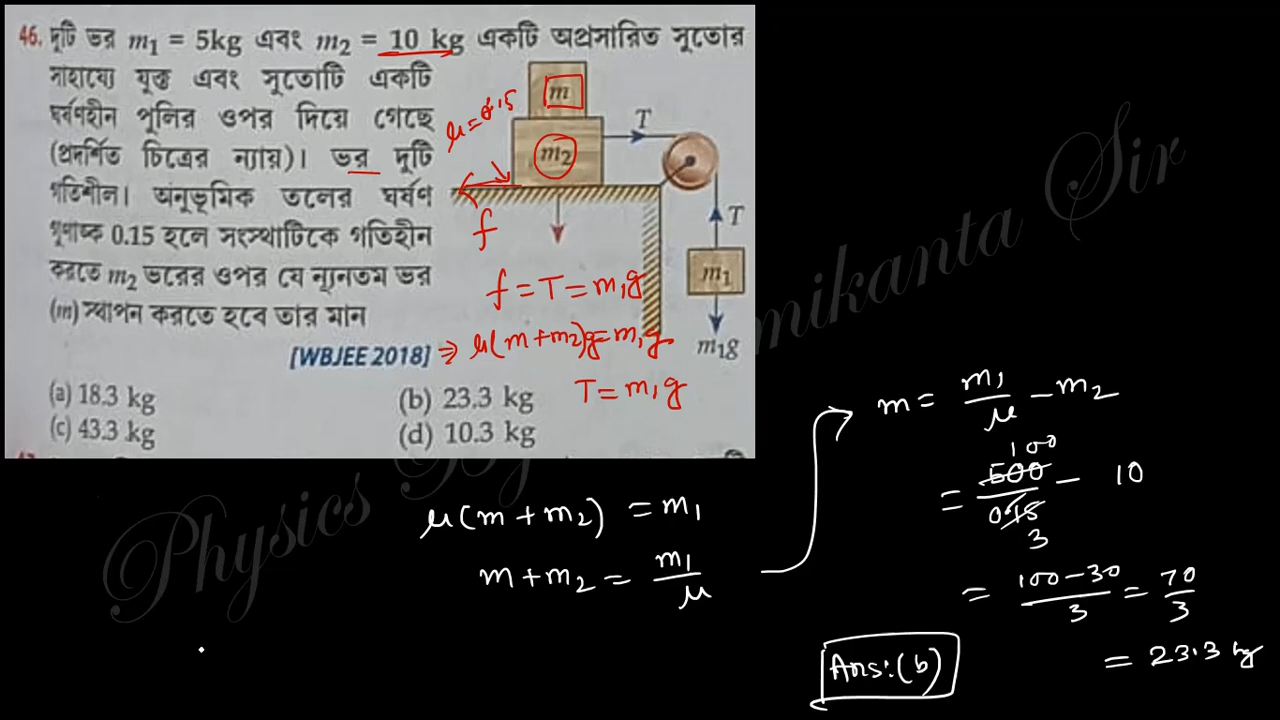 46. দুটি ভর m₁ = 5kg এবং m₂ = 10 kg একটি অপ্রসারিত সুতোর
সাহায্যে যুক্ত এবং সুতোটি একটি
ঘর্ষণহীন পুলির ওপর দিয়ে গেছে
(প্রদর্শিত চিত্রের ন্যায়)। ভর দুটি
গতিশীল। অনুভূমিক তলের ঘর্ষণ
গুণাঙ্ক 0.15 হলে সংস্থাটিকে গতিহীন
করতে m₂ ভরের ওপর যে ন্যূনতম ভর
(m) স্থাপন করতে হবে তার মান
[WBJEE 2018]
(a) 18.3 kg
(b) 23.3 kg
(c) 43.3 kg
(d) 10.3 kg
m
m₂
T
T
m₁
m₁g
μ=0.15
f
f = T = m₁g
⇒ μ(m+m₂)g=m₁g
T = m₁g
μ(m + m₂) = m₁
m + m₂ = m₁/μ
m = m₁/μ − m₂
100
= 500/0.15 − 10
3
= 100 − 30/3 = 70/3
= 23.3 kg
Ans:(b)
Physics By
mikanta Sir